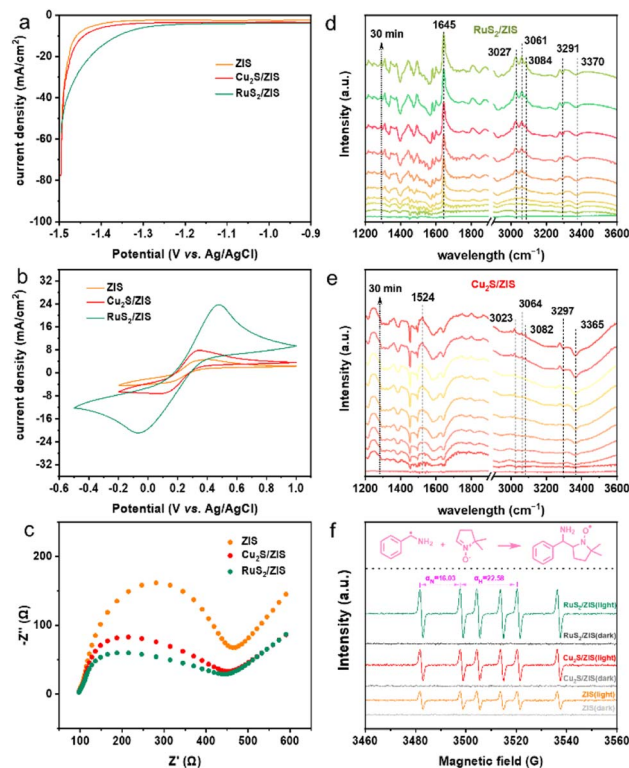 a
current density (mA/cm²)
0
-20
-40
-60
-80
-100
ZIS
Cu₂S/ZIS
RuS₂/ZIS
-1.5 -1.4 -1.3 -1.2 -1.1 -1.0 -0.9
Potential (V vs. Ag/AgCl)
b
current density (mA/cm²)
32
24
16
8
0
-8
-16
-24
-32
ZIS
Cu₂S/ZIS
RuS₂/ZIS
-0.6 -0.4 -0.2 0.0 0.2 0.4 0.6 0.8 1.0
Potential (V vs. Ag/AgCl)
c
-Z'' (Ω)
200
100
0
ZIS
Cu₂S/ZIS
RuS₂/ZIS
100 200 300 400 500 600
Z' (Ω)
d
Intensity (a.u.)
30 min
1645
RuS₂/ZIS
3061
3027
3084
3291
3370
1200 1400 1600 1800 3000 3200 3400 3600
wavelength (cm⁻¹)
e
Intensity (a.u.)
30 min
Cu₂S/ZIS
1524
3064
3023
3082
3297
3365
1200 1400 1600 1800 3000 3200 3400 3600
wavelength (cm⁻¹)
f
Intensity (a.u.)
NH₂
+
N
O⁻
NH₂
O
N
α_N=16.03 α_H=22.58
RuS₂/ZIS(light)
RuS₂/ZIS(dark)
Cu₂S/ZIS(light)
Cu₂S/ZIS(dark)
ZIS(light)
ZIS(dark)
3460 3480 3500 3520 3540 3560
Magnetic field (G)